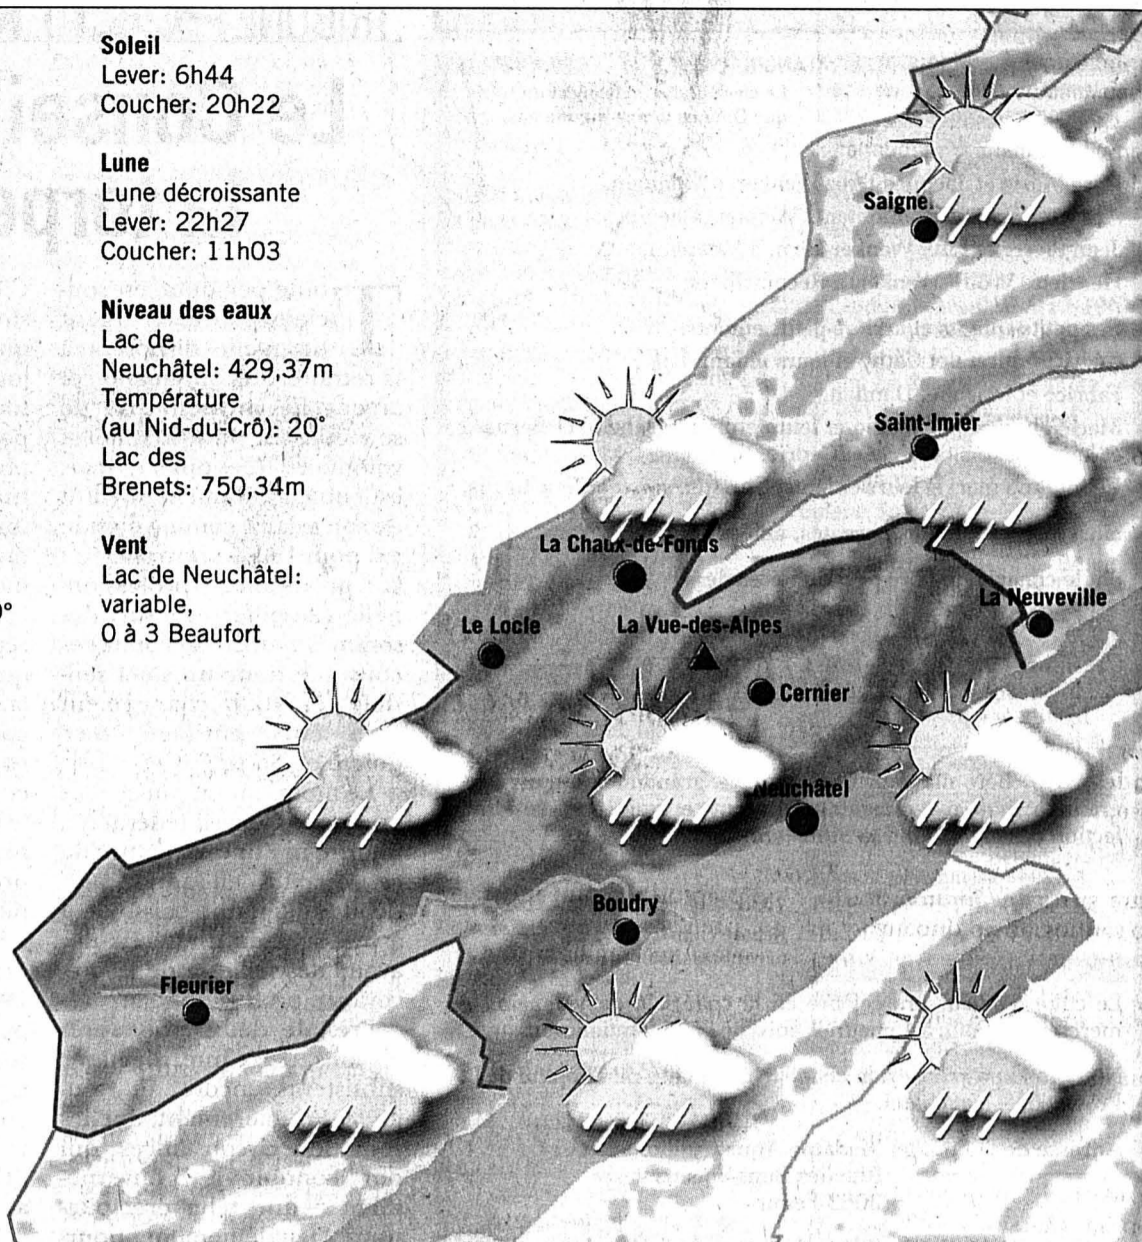 Soleil
Lever: 6h44
Coucher: 20h22
Lune
Lune décroissante
Lever: 22h27
Coucher: 11h03
Niveau des eaux
Lac de
Neuchâtel: 429,37m
Température
(au Nid-du-Crô): 20°
Lac des
Brenets: 750,34m
Vent
Lac de Neuchâtel:
variable,
0 à 3 Beaufort
Saigne
Saint-Imier
La Chaux-de-Fonds
La Neuveville
Le Locle
La Vue-des-Alpes
Cernier
Neuchâtel
Boudry
Fleurier